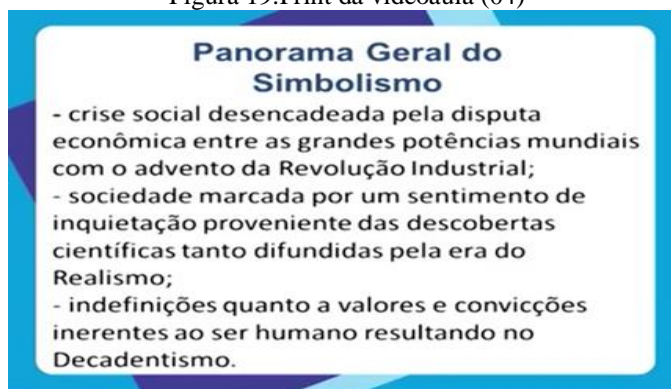 Figura 19.Print da videoaula (04)
Panorama Geral do
Simbolismo
- crise social desencadeada pela disputa
econômica entre as grandes potências mundiais
com o advento da Revolução Industrial;
- sociedade marcada por um sentimento de
inquietação proveniente das descobertas
científicas tanto difundidas pela era do
Realismo;
- indefinições quanto a valores e convicções
inerentes ao ser humano resultando no
Decadentismo.